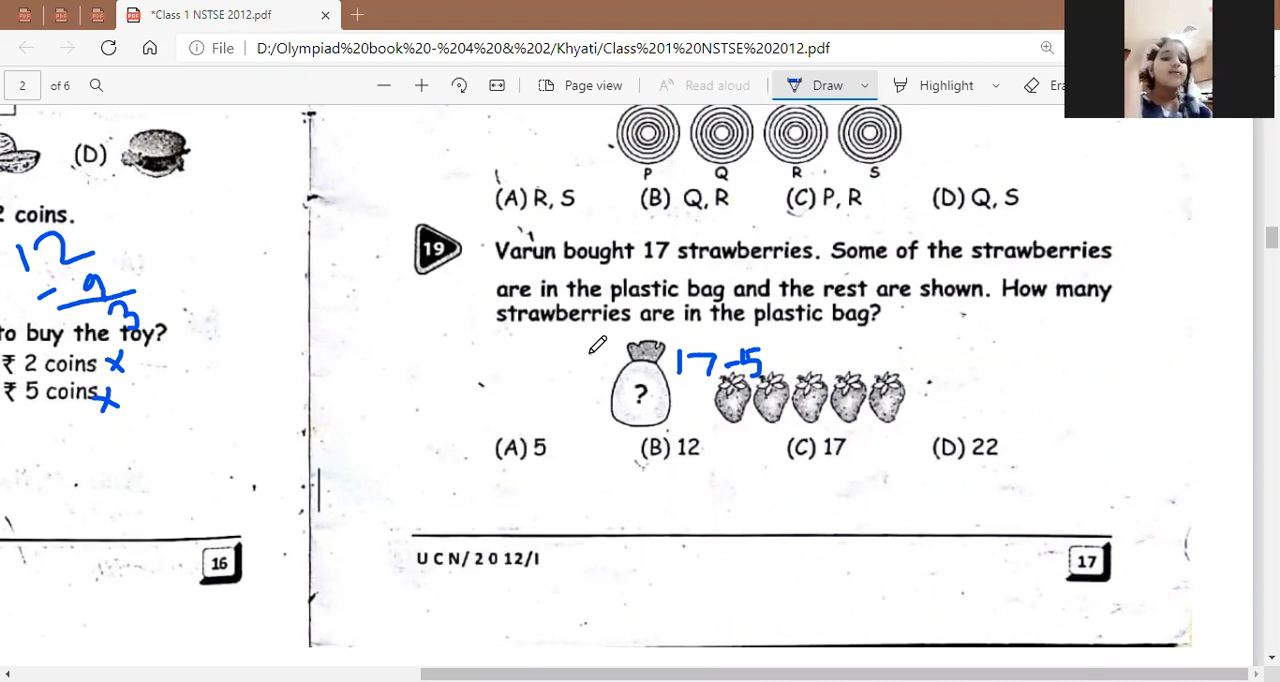 *Class 1 NSTSE 2012.pdf
File
D:/Olympiad%20book%20-%204%20&%202/Khyati/Class%201%20NSTSE%202012.pdf
2 of 6
Page view
Read aloud
Draw
Highlight
(D)
2 coins.
12
- 9
3
to buy the toy?
₹ 2 coins x
₹ 5 coins x
16
P Q R S
(A) R, S (B) Q, R (C) P, R (D) Q, S
19 Varun bought 17 strawberries. Some of the strawberries
are in the plastic bag and the rest are shown. How many
strawberries are in the plastic bag?
17-5
?
(A) 5 (B) 12 (C) 17 (D) 22
UCN/2012/I
17